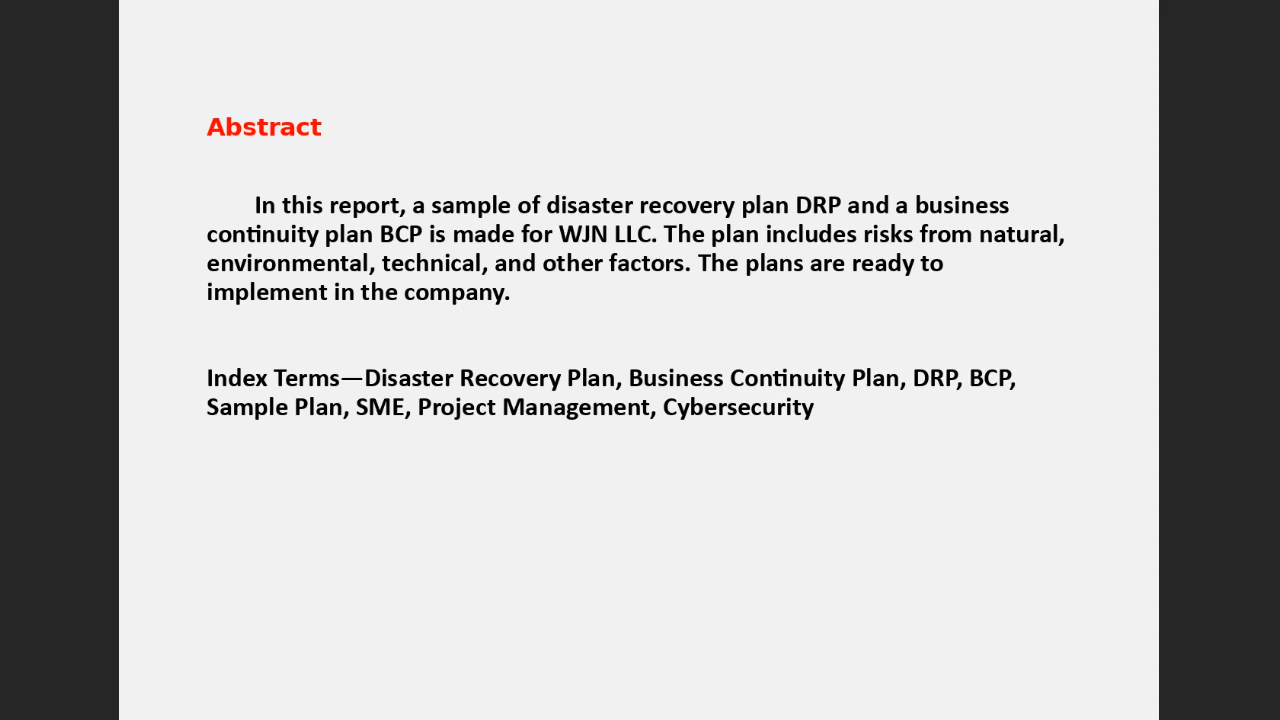 Abstract
In this report, a sample of disaster recovery plan DRP and a business
continuity plan BCP is made for WJN LLC. The plan includes risks from natural,
environmental, technical, and other factors. The plans are ready to
implement in the company.
Index Terms—Disaster Recovery Plan, Business Continuity Plan, DRP, BCP,
Sample Plan, SME, Project Management, Cybersecurity